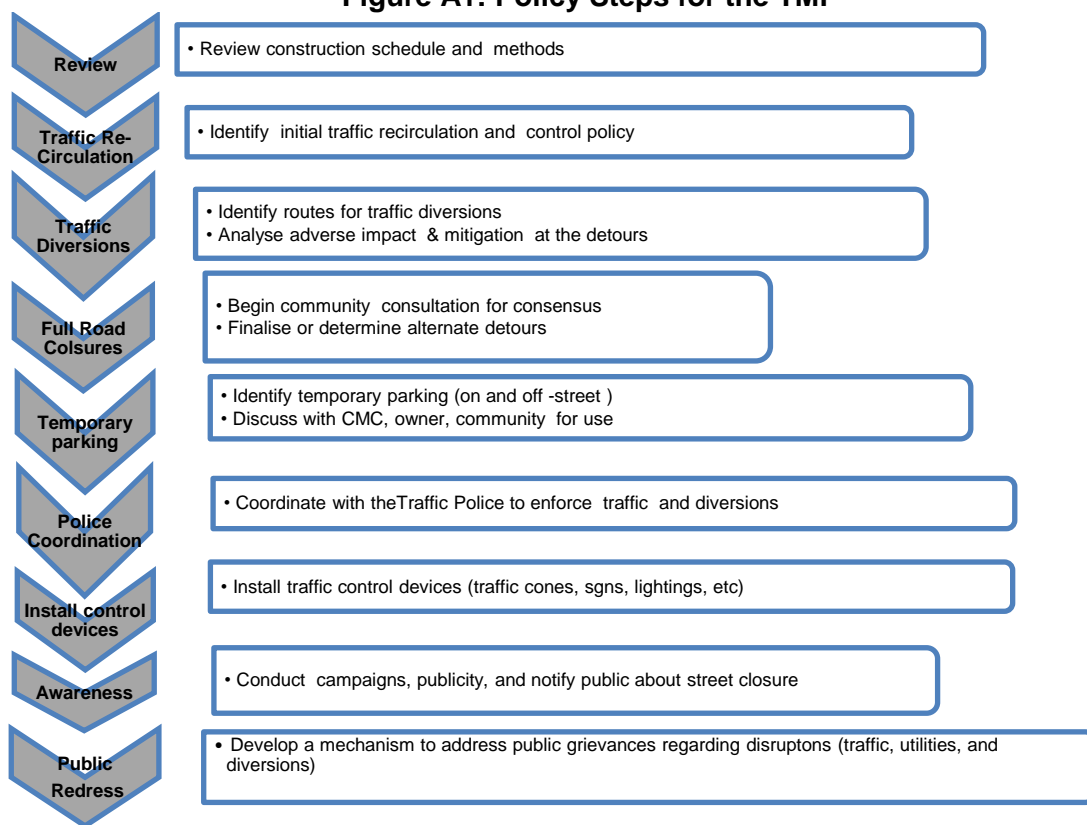 Figure A1: Policy Steps for the TMP
Review
• Review construction schedule and methods
Traffic Re-
Circulation
• Identify initial traffic recirculation and control policy
Traffic
Diversions
• Identify routes for traffic diversions
• Analyse adverse impact & mitigation at the detours
Full Road
Colsures
• Begin community consultation for consensus
• Finalise or determine alternate detours
Temporary
parking
• Identify temporary parking (on and off -street )
• Discuss with CMC, owner, community for use
Police
Coordination
• Coordinate with theTraffic Police to enforce traffic and diversions
Install control
devices
• Install traffic control devices (traffic cones, sgns, lightings, etc)
Awareness
• Conduct campaigns, publicity, and notify public about street closure
Public
Redress
• Develop a mechanism to address public grievances regarding disruptons (traffic, utilities, and
diversions)